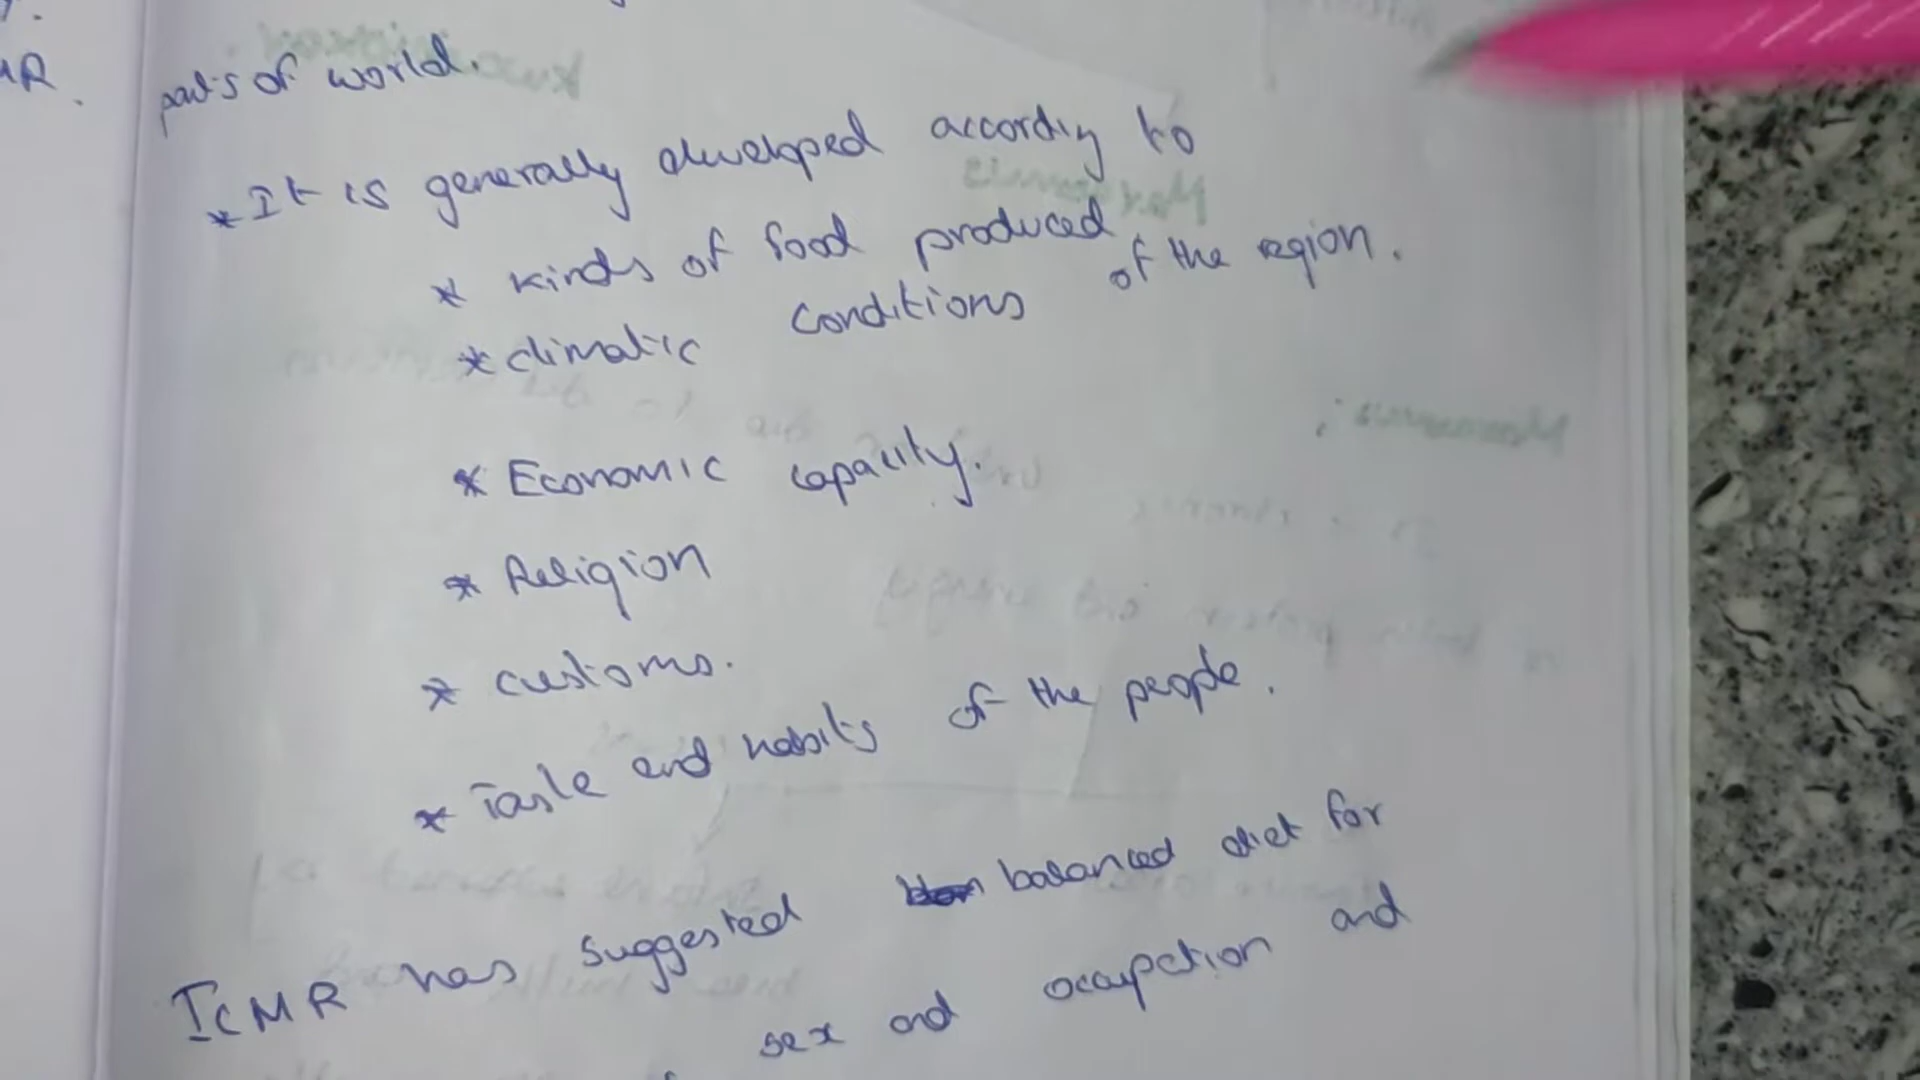 parts of world.
* It is generally developed according to
* kinds of food produced
* climatic conditions of the region.
* Economic capacity.
* Religion
* customs.
* Taste and habits of the people.
ICMR has suggested balanced diet for
sex and occupation and